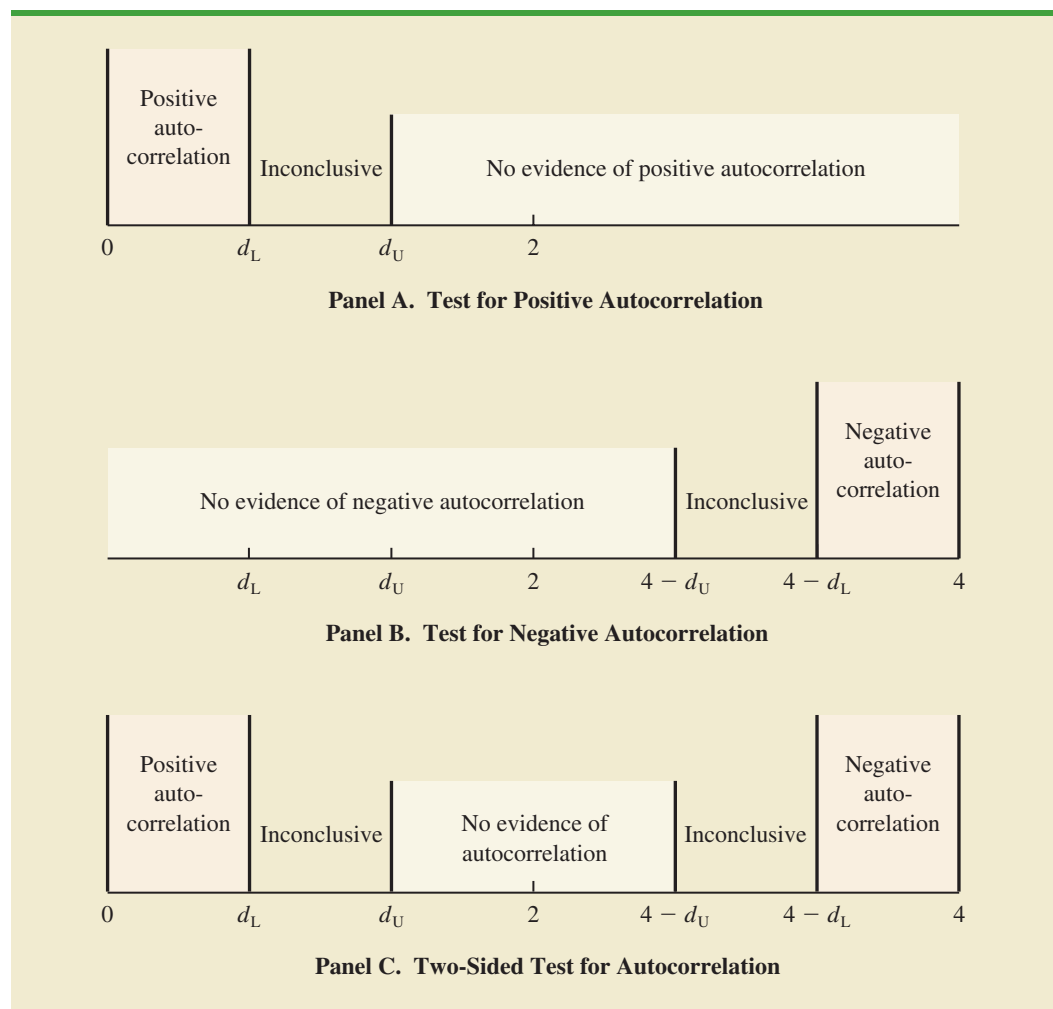 Positive
auto-
correlation
Inconclusive
No evidence of positive autocorrelation
0 d_L d_U 2
Panel A. Test for Positive Autocorrelation
Negative
auto-
correlation
No evidence of negative autocorrelation
Inconclusive
d_L d_U 2 4 − d_U 4 − d_L 4
Panel B. Test for Negative Autocorrelation
Positive
auto-
correlation
Inconclusive
No evidence of
autocorrelation
Inconclusive
Negative
auto-
correlation
0 d_L d_U 2 4 − d_U 4 − d_L 4
Panel C. Two-Sided Test for Autocorrelation